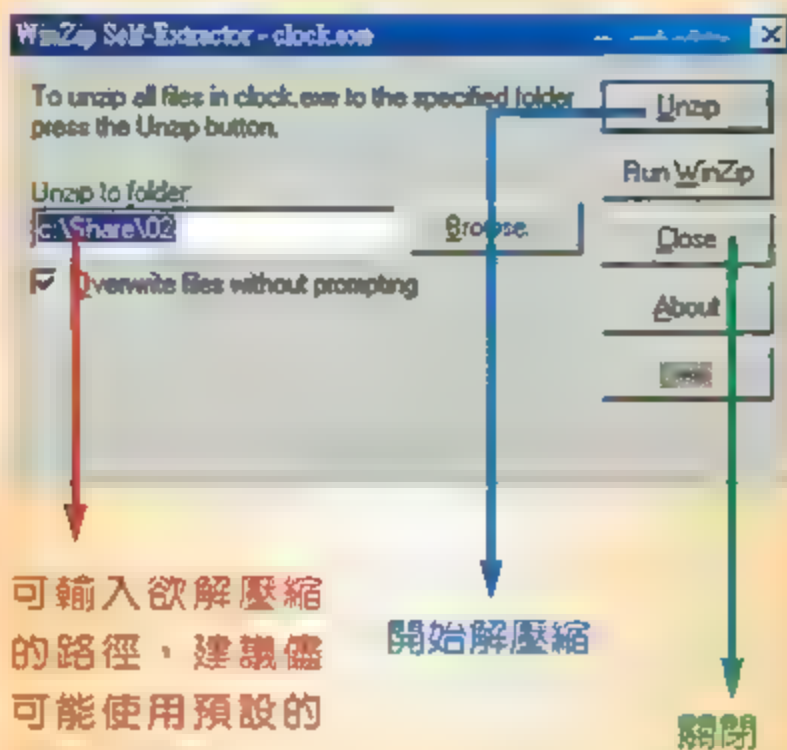 WinZip Self-Extractor - clock.exe
To unzip all files in clock.exe to the specified folder
press the Unzip button.
Unzip to folder
c:\Share\02
Browse
Overwrite files without prompting
Unzip
Run WinZip
Close
About
可輸入欲解壓縮
的路徑，建議儘
可能使用預設的
開始解壓縮
關閉